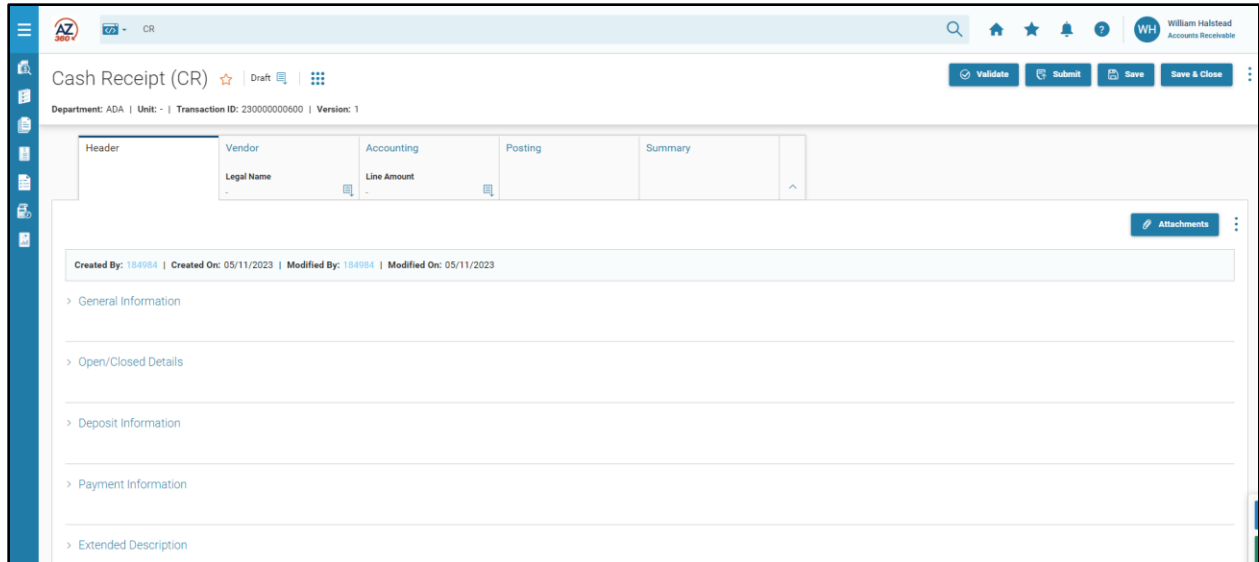 AZ
360
CR
WH
William Halstead
Accounts Receivable
Cash Receipt (CR)
Draft
Validate
Submit
Save
Save & Close
Department: ADA | Unit: - | Transaction ID: 230000000600 | Version: 1
Header
Vendor
Accounting
Posting
Summary
Legal Name
-
Line Amount
-
Attachments
Created By: 184984 | Created On: 05/11/2023 | Modified By: 184984 | Modified On: 05/11/2023
General Information
Open/Closed Details
Deposit Information
Payment Information
Extended Description